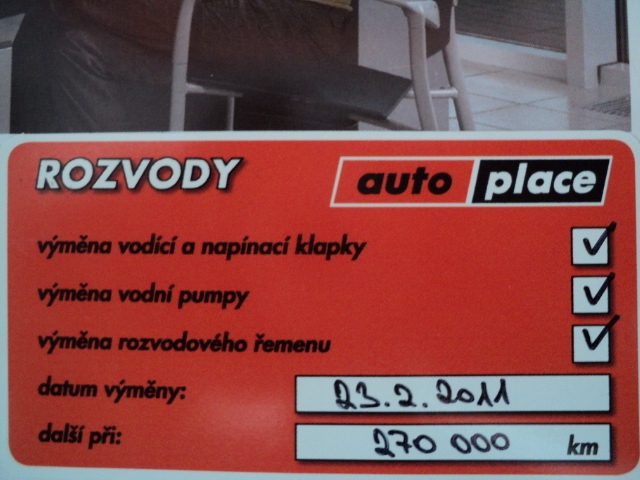 ROZVODY
auto place
výměna vodící a napínací klapky
výměna vodní pumpy
výměna rozvodového řemenu
datum výměny: 23.2.2011
další při: 270 000 km